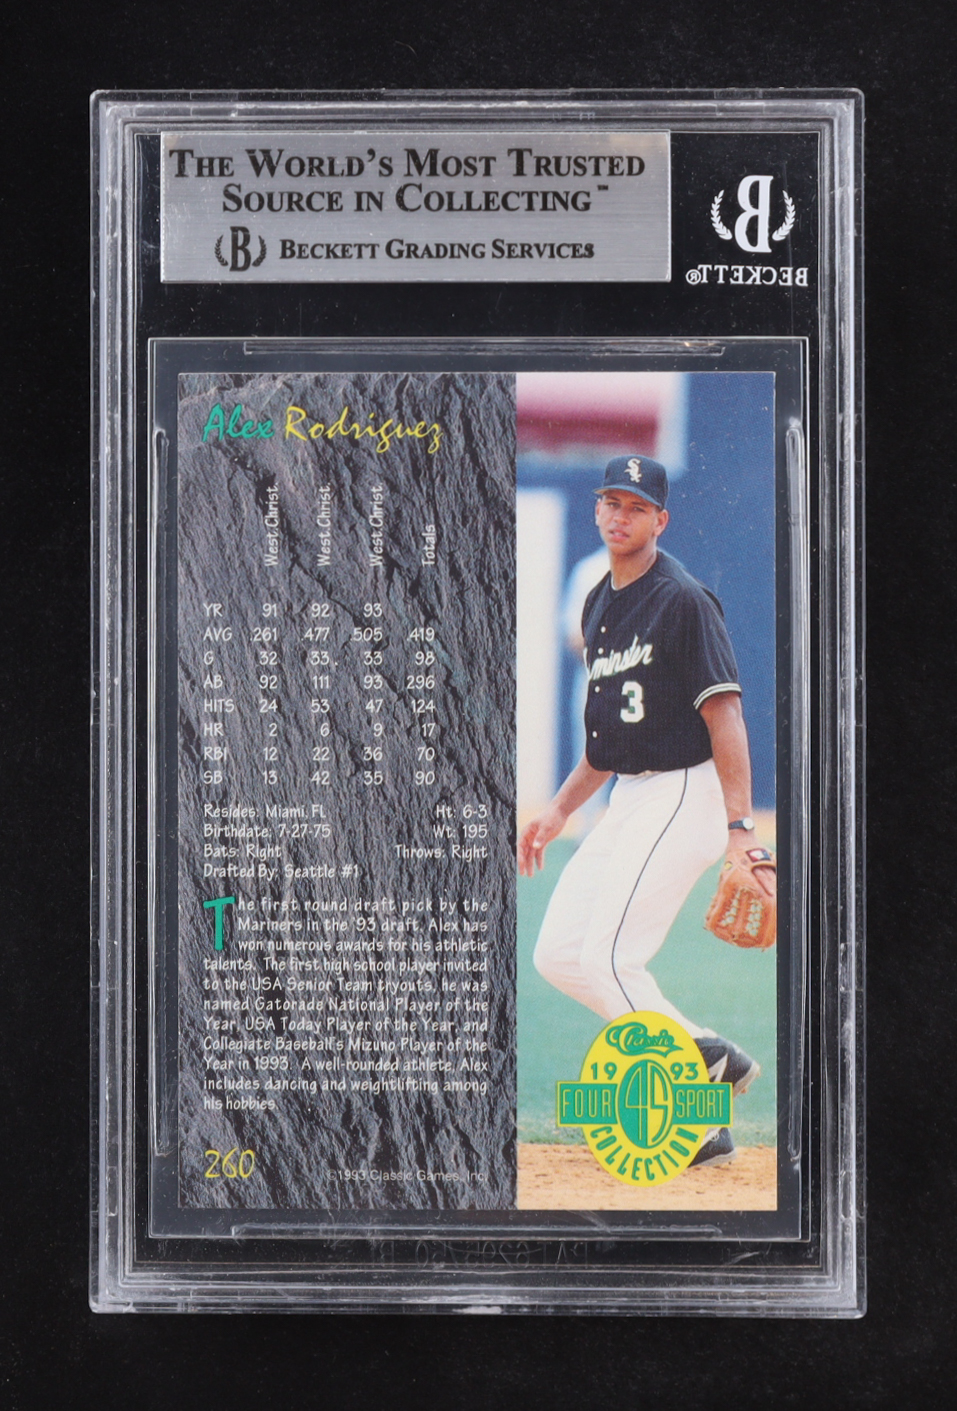 THE WORLD'S MOST TRUSTED
SOURCE IN COLLECTING™
B BECKETT GRADING SERVICES
B
BECKETT®
Alex Rodriguez
West.Christ. West.Christ. West.Christ. Totals
YR 91 92 93
AVG .261 .477 .505 .419
G 32 33 33 98
AB 92 111 93 296
HITS 24 53 47 124
HR 2 6 9 17
RBI 12 22 36 70
SB 13 42 35 90
Resides: Miami, FL Ht: 6-3
Birthdate: 7-27-75 Wt: 195
Bats: Right Throws: Right
Drafted By: Seattle #1
The first round draft pick by the
Mariners in the '93 draft, Alex has
won numerous awards for his athletic
talents. The first high school player invited
to the USA Senior Team tryouts, he was
named Gatorade National Player of the
Year, USA Today Player of the Year, and
Collegiate Baseball's Mizuno Player of the
Year in 1993. A well-rounded athlete, Alex
includes dancing and weightlifting among
his hobbies.
260
©1993 Classic Games, Inc.
Sox
minster
3
Classic
1993
FOUR 4S SPORT
COLLECTION